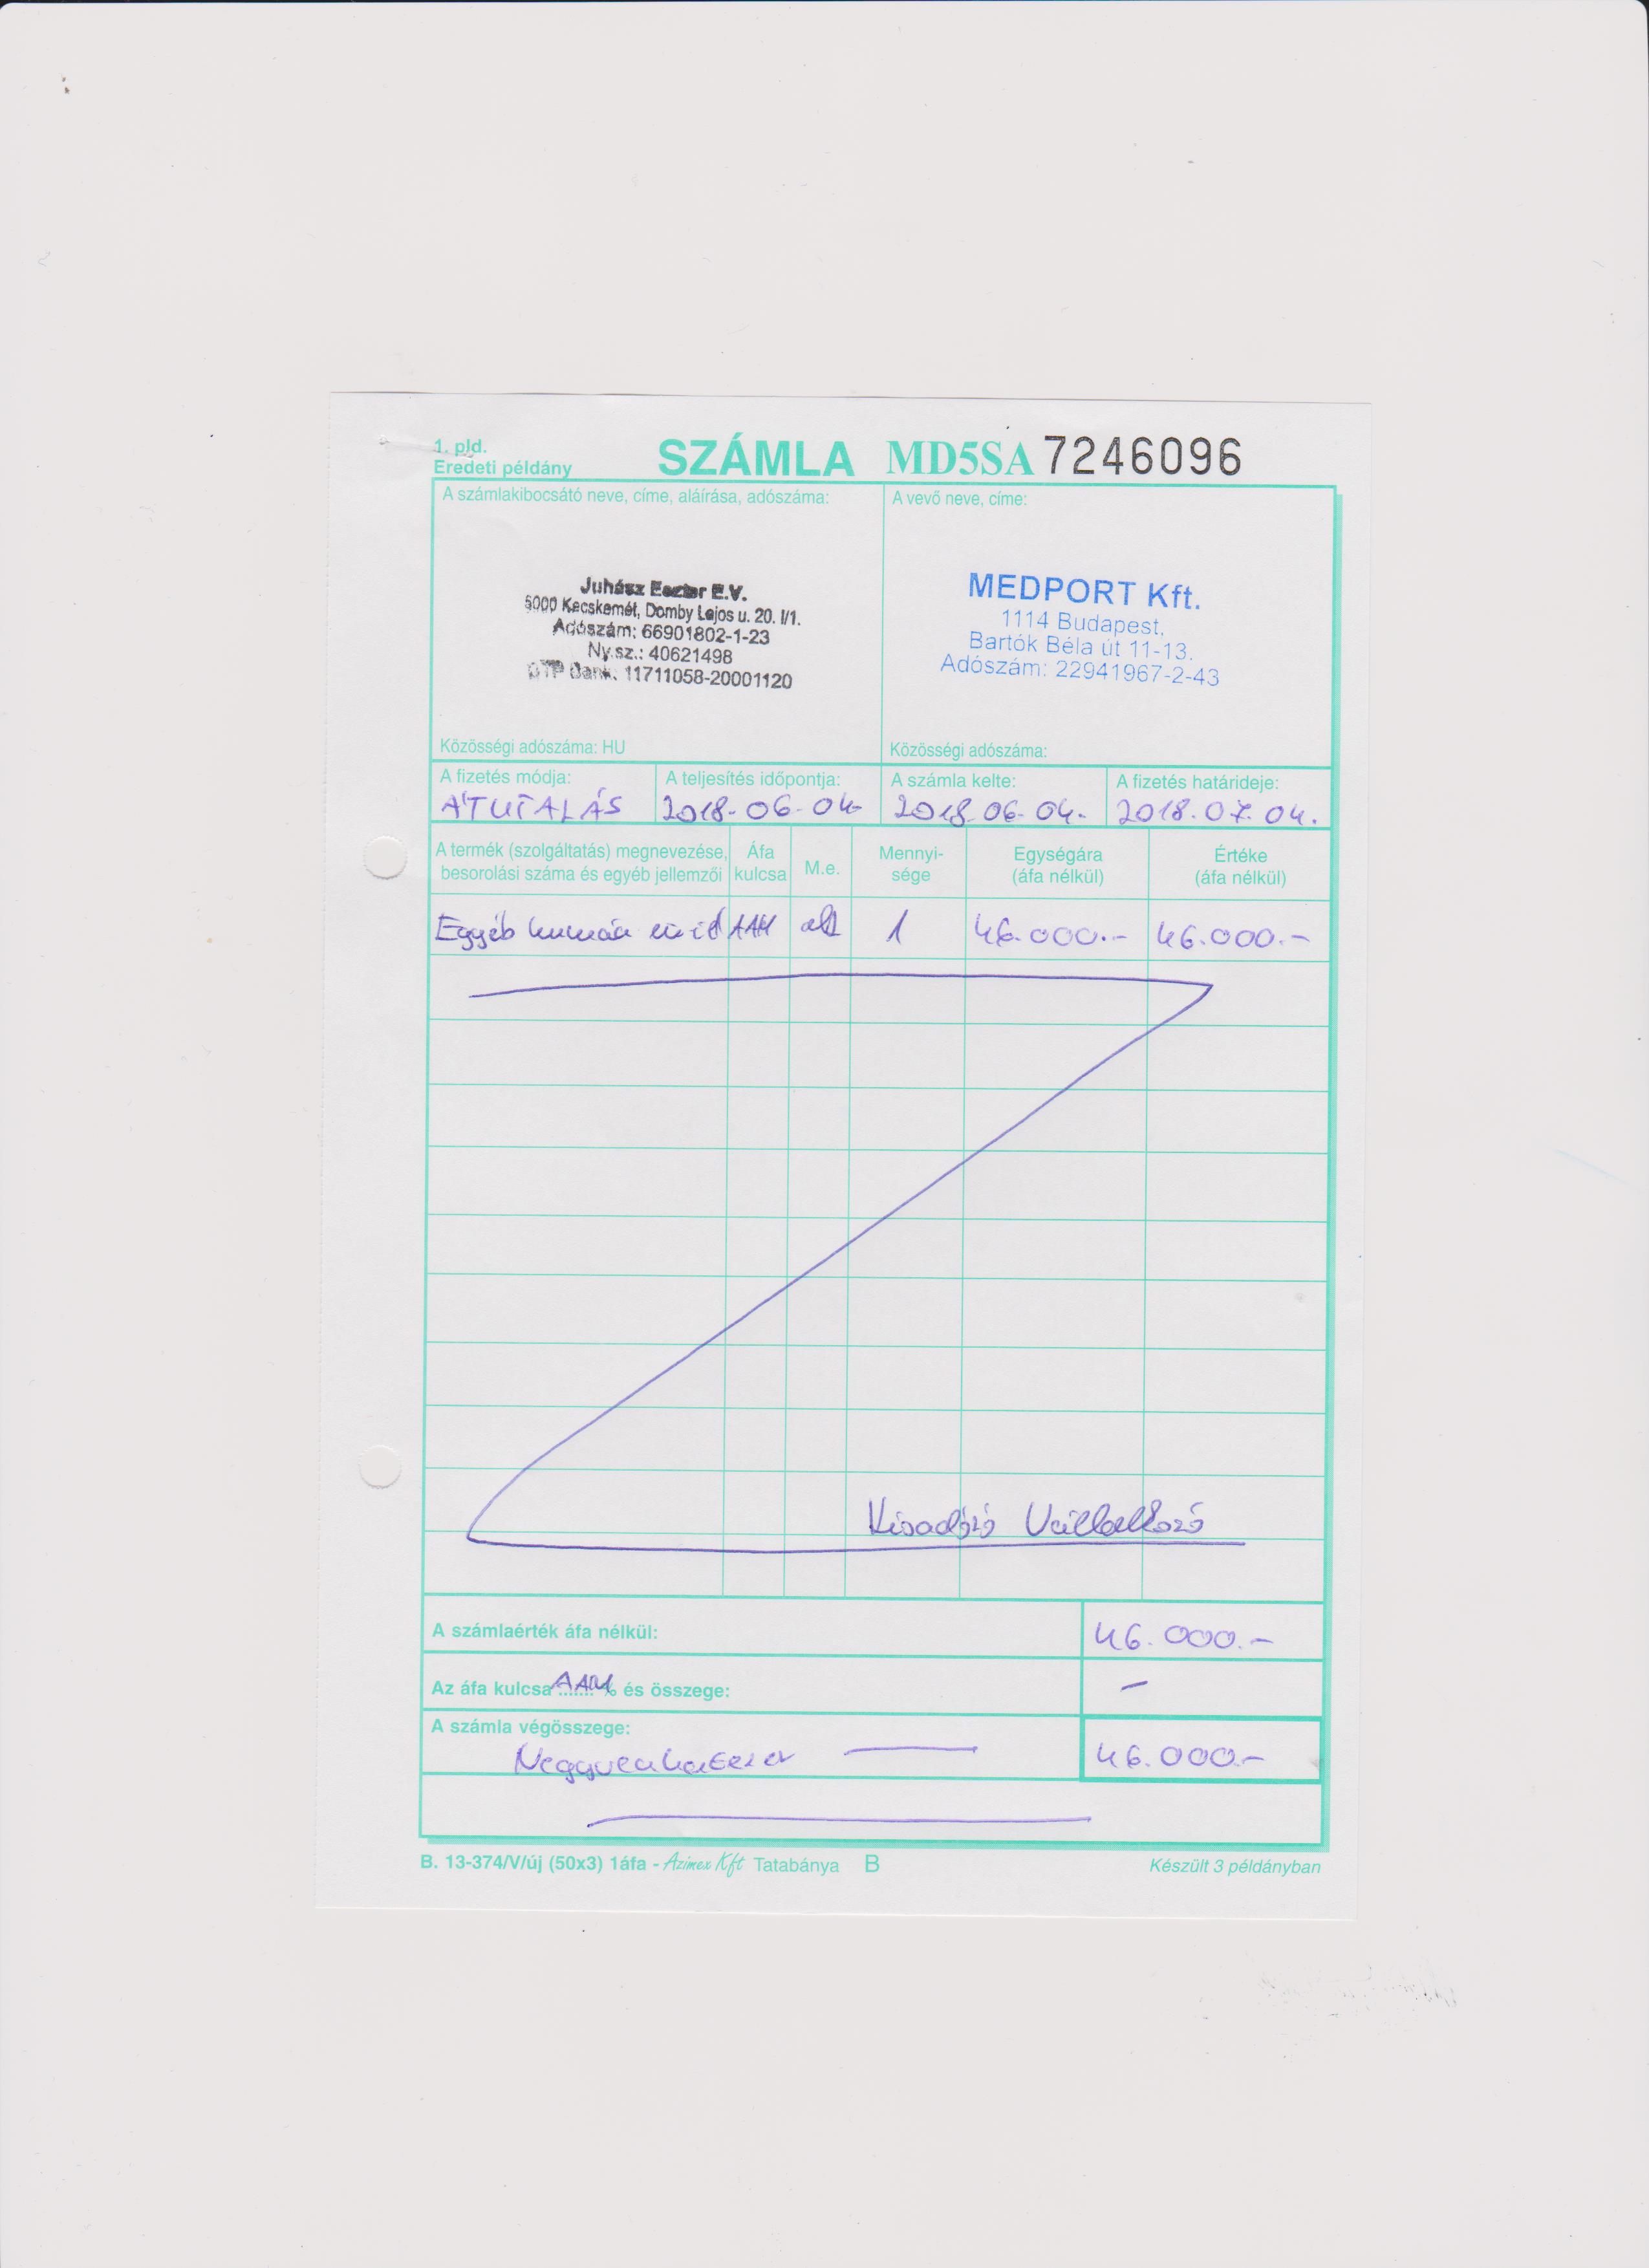 1. pld.
Eredeti példány
SZÁMLA MD5SA 7246096
A számlakibocsátó neve, címe, aláírása, adószáma:
Juhász Eszter E.V.
6000 Kecskemét, Domby Lajos u. 20. I/1.
Adószám: 66901802-1-23
Ny.sz.: 40621498
OTP Bank. 11711058-20001120
Közösségi adószáma: HU
A vevő neve, címe:
MEDPORT Kft.
1114 Budapest,
Bartók Béla út 11-13.
Adószám: 22941967-2-43
Közösségi adószáma:
A fizetés módja:
ÁTUTALÁS
A teljesítés időpontja:
2018-06-04-
A számla kelte:
2018.06.04.
A fizetés határideje:
2018.07.04.
A termék (szolgáltatás) megnevezése,
besorolási száma és egyéb jellemzői
Áfa
kulcsa
M.e.
Mennyi-
sége
Egységára
(áfa nélkül)
Értéke
(áfa nélkül)
Egyéb humán AAM 1 46.000.- 46.000.-
Kisadózó Vállalkozó
A számlaérték áfa nélkül: 46.000.-
Az áfa kulcsa AAM % és összege: -
A számla végösszege:
Negyvenhatezer 46.000-
B. 13-374/V/új (50x3) 1áfa - Azimex Kft Tatabánya B
Készült 3 példányban